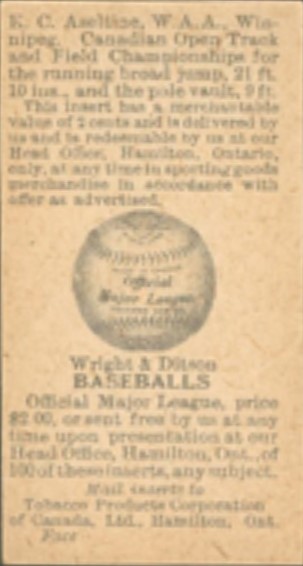 E. C. Aseltine, W. A. A., Win-
nipeg. Canadian Open Track
and Field Championships for
the running broad jump, 21 ft.
10 ins., and the pole vault, 9 ft.
This insert has a merchantable
value of 2 cents and is delivered by
us and is redeemable by us at our
Head Office, Hamilton, Ontario,
only, at any time in sporting goods
merchandise in accordance with
offer as advertised.
Official
Major League
Wright & Ditson
BASEBALLS
Official Major League, price
$2.00, or sent free by us at any
time upon presentation at our
Head Office, Hamilton, Ont., of
100 of these inserts, any subject.
Mail inserts to
Tobacco Products Corporation
of Canada, Ltd., Hamilton, Ont.